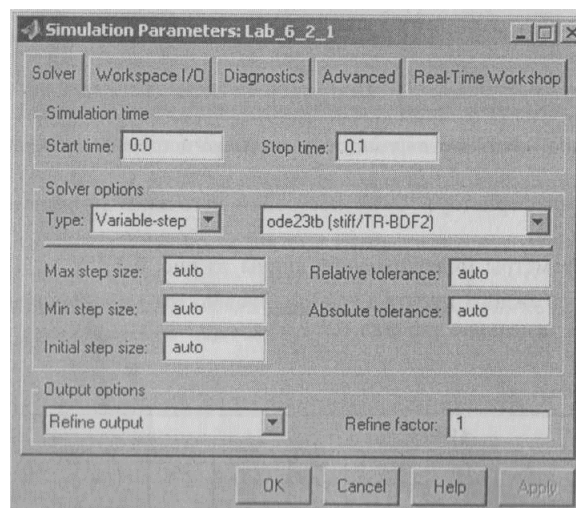 Simulation Parameters: Lab_6_2_1
Solver Workspace I/O Diagnostics Advanced Real-Time Workshop
Simulation time
Start time: 0.0 Stop time: 0.1
Solver options
Type: Variable-step ode23tb (stiff/TR-BDF2)
Max step size: auto Relative tolerance: auto
Min step size: auto Absolute tolerance: auto
Initial step size: auto
Output options
Refine output Refine factor: 1
OK Cancel Help Apply